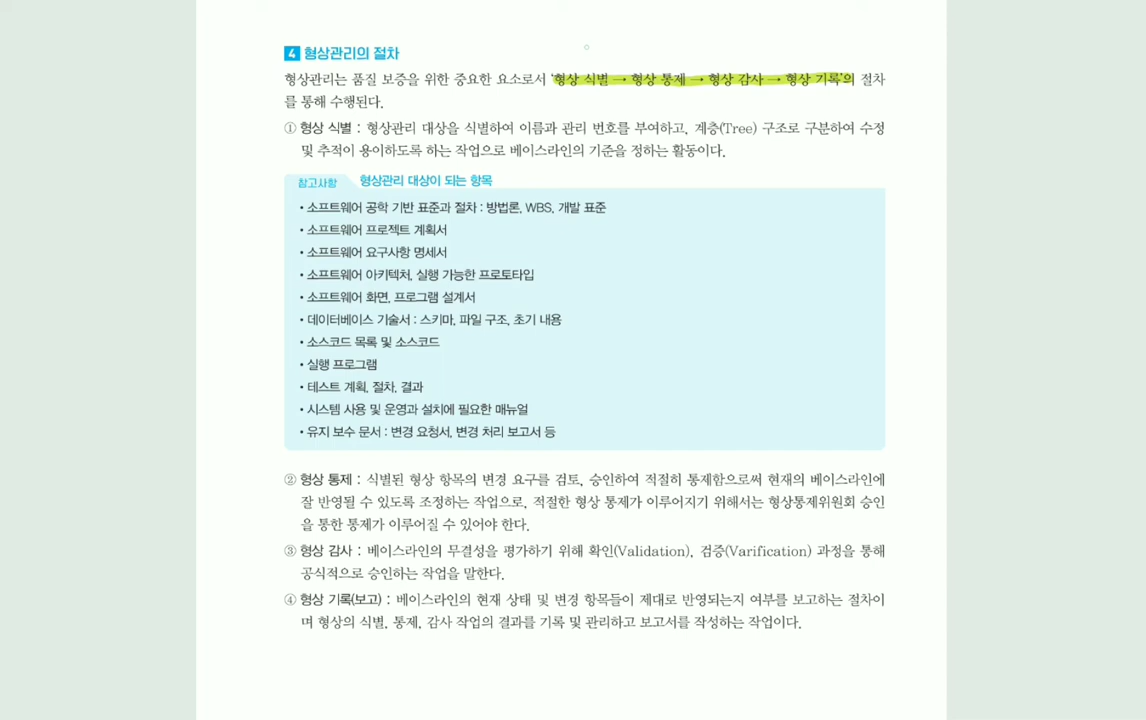 4 형상관리의 절차
형상관리는 품질 보증을 위한 중요한 요소로서 '형상 식별 → 형상 통제 → 형상 감사 → 형상 기록'의 절차
를 통해 수행된다.
① 형상 식별 : 형상관리 대상을 식별하여 이름과 관리 번호를 부여하고, 계층(Tree) 구조로 구분하여 수정
및 추적이 용이하도록 하는 작업으로 베이스라인의 기준을 정하는 활동이다.
참고사항 형상관리 대상이 되는 항목
• 소프트웨어 공학 기반 표준과 절차 : 방법론, WBS, 개발 표준
• 소프트웨어 프로젝트 계획서
• 소프트웨어 요구사항 명세서
• 소프트웨어 아키텍처, 실행 가능한 프로토타입
• 소프트웨어 화면, 프로그램 설계서
• 데이터베이스 기술서 : 스키마, 파일 구조, 초기 내용
• 소스코드 목록 및 소스코드
• 실행 프로그램
• 테스트 계획, 절차, 결과
• 시스템 사용 및 운영과 설치에 필요한 매뉴얼
• 유지 보수 문서 : 변경 요청서, 변경 처리 보고서 등
② 형상 통제 : 식별된 형상 항목의 변경 요구를 검토, 승인하여 적절히 통제함으로써 현재의 베이스라인에
잘 반영될 수 있도록 조정하는 작업으로, 적절한 형상 통제가 이루어지기 위해서는 형상통제위원회 승인
을 통한 통제가 이루어질 수 있어야 한다.
③ 형상 감사 : 베이스라인의 무결성을 평가하기 위해 확인(Validation), 검증(Varification) 과정을 통해
공식적으로 승인하는 작업을 말한다.
④ 형상 기록(보고) : 베이스라인의 현재 상태 및 변경 항목들이 제대로 반영되는지 여부를 보고하는 절차이
며 형상의 식별, 통제, 감사 작업의 결과를 기록 및 관리하고 보고서를 작성하는 작업이다.